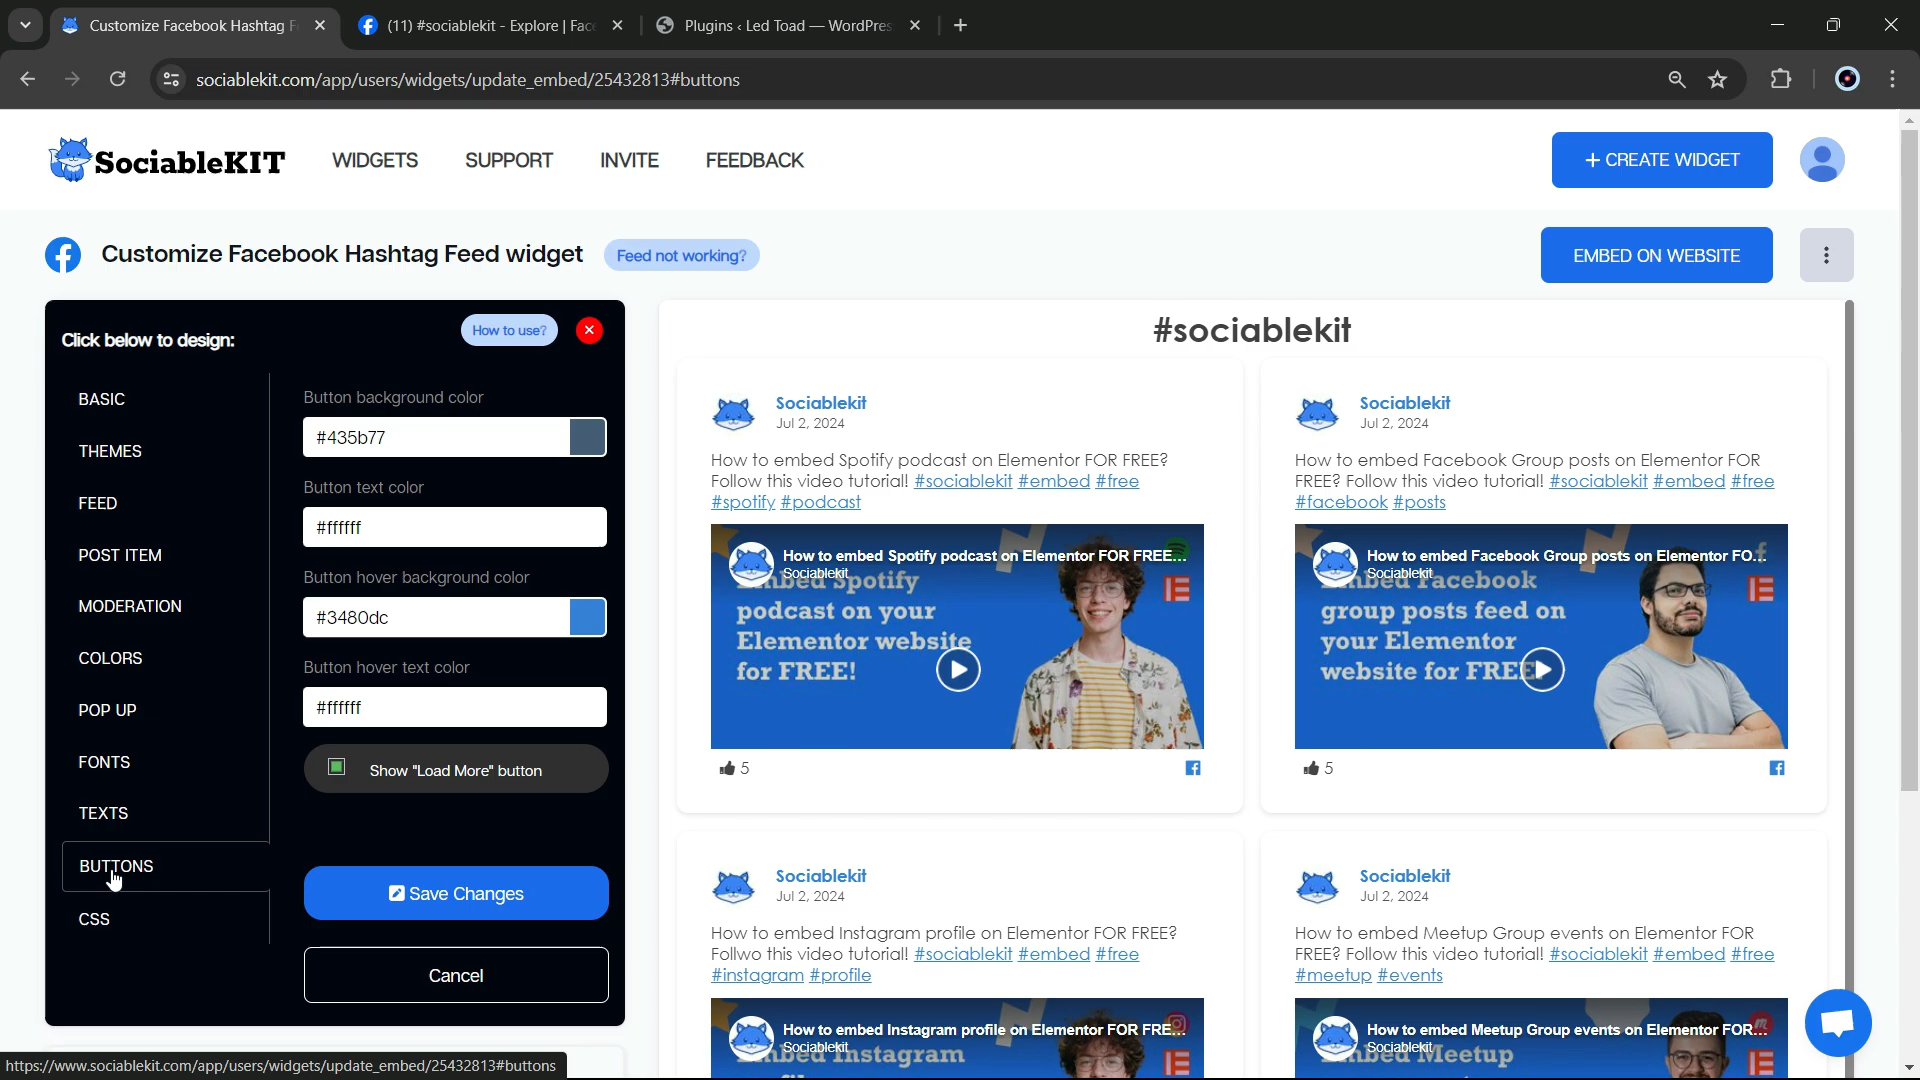 Customize Facebook Hashtag F
(11) #sociablekit - Explore | Fac
Plugins ‹ Led Toad — WordPres
sociablekit.com/app/users/widgets/update_embed/25432813#buttons
SociableKIT
WIDGETS
SUPPORT
INVITE
FEEDBACK
+ CREATE WIDGET
Customize Facebook Hashtag Feed widget
Feed not working?
EMBED ON WEBSITE
Click below to design:
How to use?
BASIC
THEMES
FEED
POST ITEM
MODERATION
COLORS
POP UP
FONTS
TEXTS
BUTTONS
CSS
Button background color
#435b77
Button text color
#ffffff
Button hover background color
#3480dc
Button hover text color
#ffffff
Show "Load More" button
Save Changes
Cancel
#sociablekit
Sociablekit
Jul 2, 2024
How to embed Spotify podcast on Elementor FOR FREE?
Follow this video tutorial! #sociablekit #embed #free
#spotify #podcast
How to embed Spotify podcast on Elementor FOR FREE...
Sociablekit
Embed Spotify
podcast on your
Elementor website
for FREE!
5
Sociablekit
Jul 2, 2024
How to embed Facebook Group posts on Elementor FOR
FREE? Follow this video tutorial! #sociablekit #embed #free
#facebook #posts
How to embed Facebook Group posts on Elementor FO...
Sociablekit
Embed Facebook
group posts feed on
your Elementor
website for FREE
5
Sociablekit
Jul 2, 2024
How to embed Instagram profile on Elementor FOR FREE?
Follwo this video tutorial! #sociablekit #embed #free
#instagram #profile
How to embed Instagram profile on Elementor FOR FRE...
Sociablekit
Embed Instagram
Sociablekit
Jul 2, 2024
How to embed Meetup Group events on Elementor FOR
FREE? Follow this video tutorial! #sociablekit #embed #free
#meetup #events
How to embed Meetup Group events on Elementor FOR...
Sociablekit
Embed Meetup
https://www.sociablekit.com/app/users/widgets/update_embed/25432813#buttons